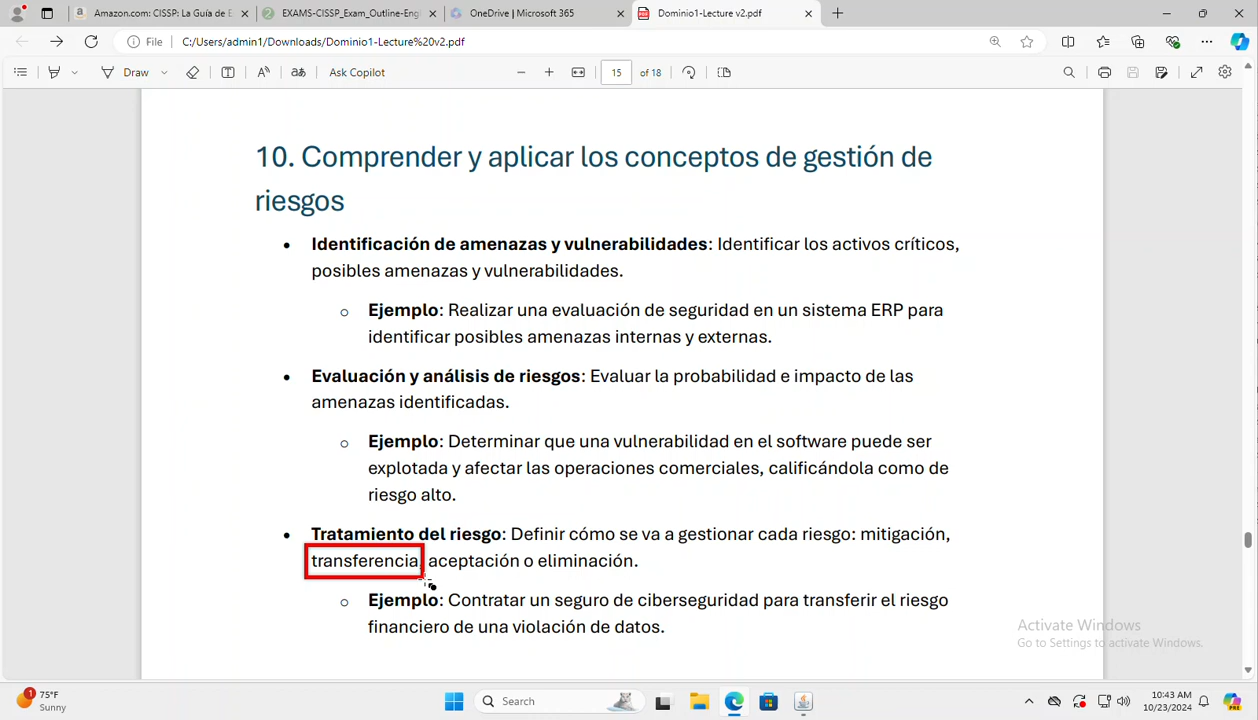 Amazon.com: CISSP: La Guía de E
EXAMS-CISSP_Exam_Outline-Engl
OneDrive | Microsoft 365
Dominio1-Lecture v2.pdf
File
C:/Users/admin1/Downloads/Dominio1-Lecture%20v2.pdf
Draw
Ask Copilot
15
of 18
10. Comprender y aplicar los conceptos de gestión de
riesgos
• Identificación de amenazas y vulnerabilidades: Identificar los activos críticos,
posibles amenazas y vulnerabilidades.
o Ejemplo: Realizar una evaluación de seguridad en un sistema ERP para
identificar posibles amenazas internas y externas.
• Evaluación y análisis de riesgos: Evaluar la probabilidad e impacto de las
amenazas identificadas.
o Ejemplo: Determinar que una vulnerabilidad en el software puede ser
explotada y afectar las operaciones comerciales, calificándola como de
riesgo alto.
• Tratamiento del riesgo: Definir cómo se va a gestionar cada riesgo: mitigación,
transferencia, aceptación o eliminación.
o Ejemplo: Contratar un seguro de ciberseguridad para transferir el riesgo
financiero de una violación de datos.
Activate Windows
Go to Settings to activate Windows.
1
75°F
Sunny
Search
10:43 AM
10/23/2024